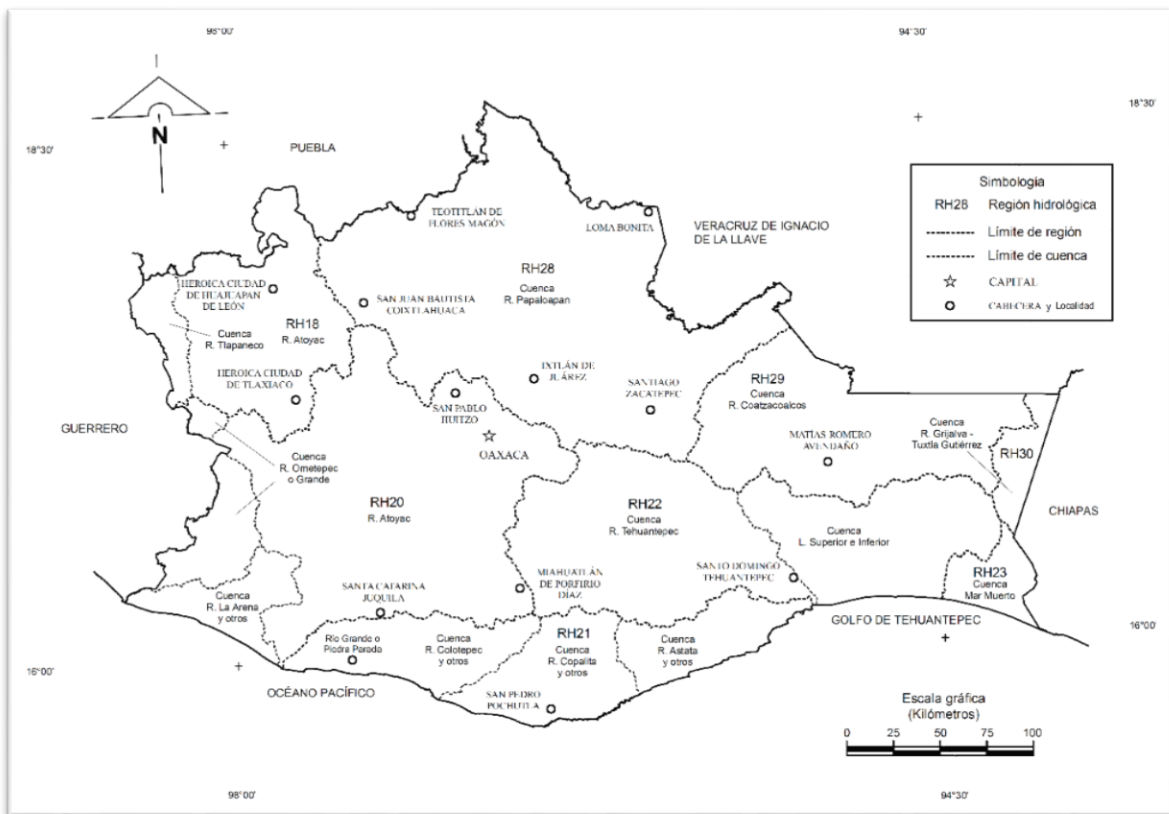 98°00'
94°30'
18°30'
18°30'
N
PUEBLA
Simbología
RH28 Región hidrológica
Límite de región
Límite de cuenca
CAPITAL
CABECERA y Localidad
TEOTITLÁN DE
FLORES MAGÓN
LOMA BONITA
VERACRUZ DE IGNACIO
DE LA LLAVE
RH28
Cuenca
R. Papaloapan
HEROICA CIUDAD
DE HUAJUAPAN
DE LEÓN
SAN JUAN BAUTISTA
COIXTLAHUACA
RH18
R. Atoyac
Cuenca
R. Tlapaneco
HEROICA CIUDAD
DE TLAXIACO
IXTLÁN DE
JUÁREZ
SANTIAGO
ZACATEPEC
RH29
Cuenca
R. Coatzacoalcos
SAN PABLO
HUITZO
GUERRERO
OAXACA
MATÍAS ROMERO
AVENDAÑO
Cuenca
R. Grijalva -
Tuxtla Gutiérrez
RH30
Cuenca
R. Ometepec
o Grande
RH20
R. Atoyac
RH22
Cuenca
R. Tehuantepec
CHIAPAS
Cuenca
L. Superior e Inferior
RH23
Cuenca
Mar Muerto
SANTO DOMINGO
TEHUANTEPEC
MIAHUATLÁN
DE PORFIRIO
DÍAZ
SANTA CATARINA
JUQUILA
Cuenca
R. La Arena
y otros
GOLFO DE TEHUANTEPEC
16°00'
Río Grande o
Piedra Parada
Cuenca
R. Colotepec
y otros
RH21
Cuenca
R. Copalita
y otros
Cuenca
R. Astata
y otros
16°00'
OCÉANO PACÍFICO
SAN PEDRO
POCHUTLA
Escala gráfica
(Kilómetros)
0 25 50 75 100
98°00'
94°30'